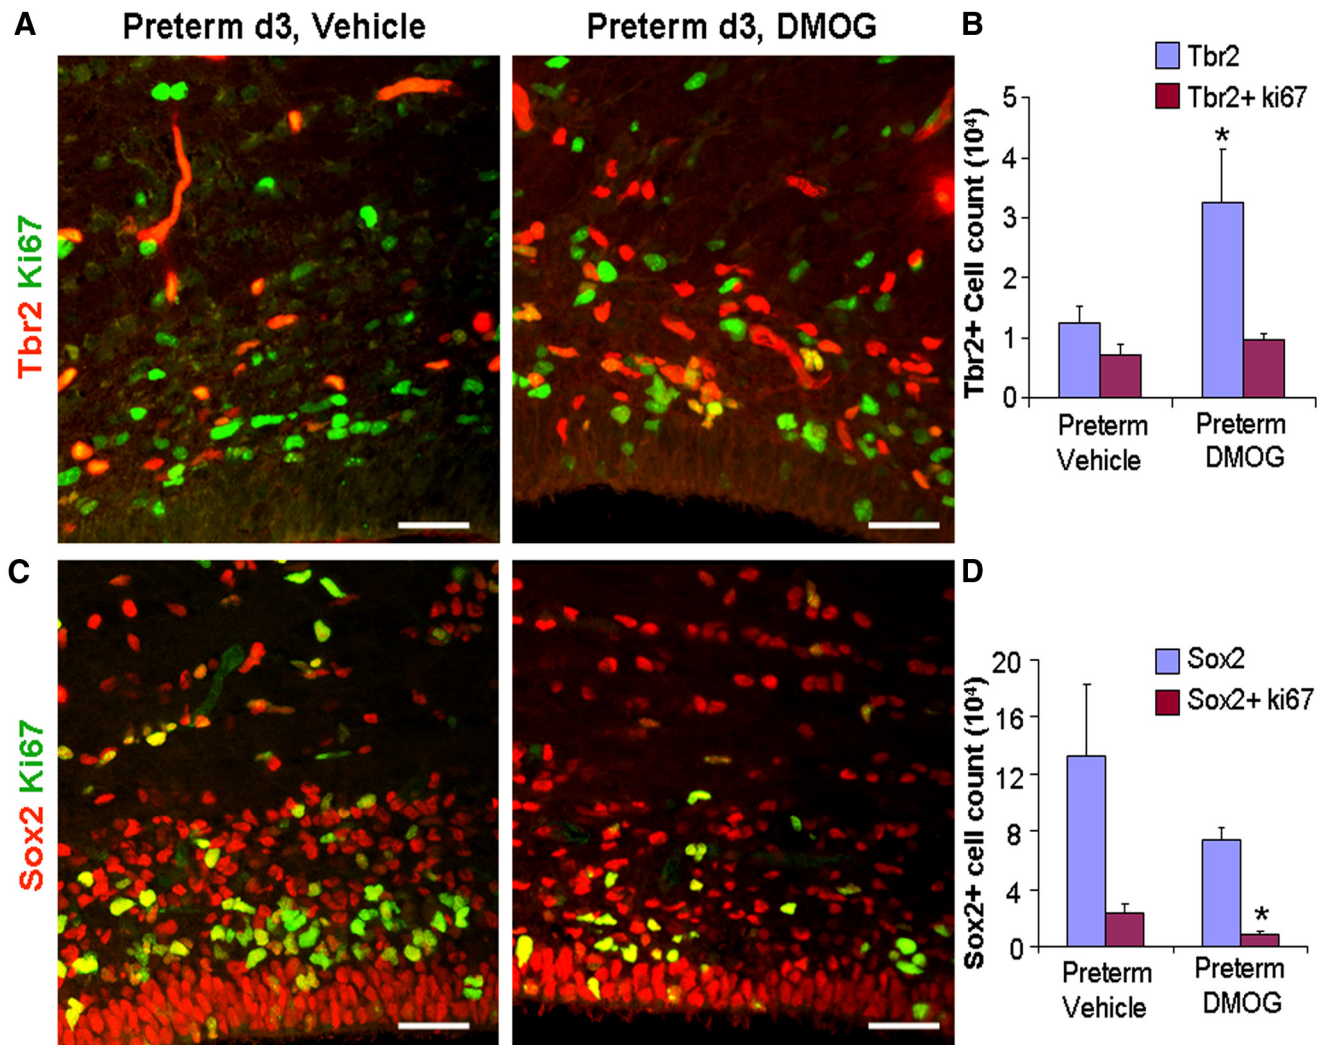 A
Preterm d3, Vehicle
Preterm d3, DMOG
Tbr2 Ki67
B
Tbr2
Tbr2+ ki67
Tbr2+ Cell count (10⁴)
5
4
3
2
1
0
*
Preterm Vehicle
Preterm DMOG
C
Sox2 Ki67
D
Sox2
Sox2+ ki67
Sox2+ cell count (10⁴)
20
16
12
8
4
0
*
Preterm Vehicle
Preterm DMOG